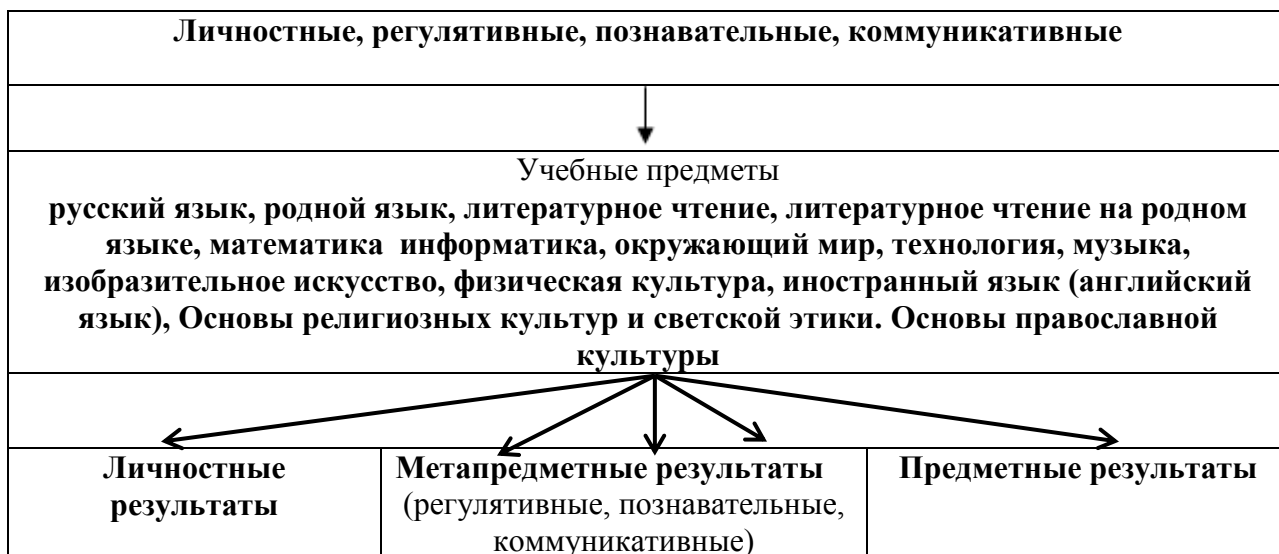 Личностные, регулятивные, познавательные, коммуникативные
Учебные предметы
русский язык, родной язык, литературное чтение, литературное чтение на родном
языке, математика информатика, окружающий мир, технология, музыка,
изобразительное искусство, физическая культура, иностранный язык (английский
язык), Основы религиозных культур и светской этики. Основы православной
культуры
Личностные
результаты
Метапредметные результаты
(регулятивные, познавательные,
коммуникативные)
Предметные результаты